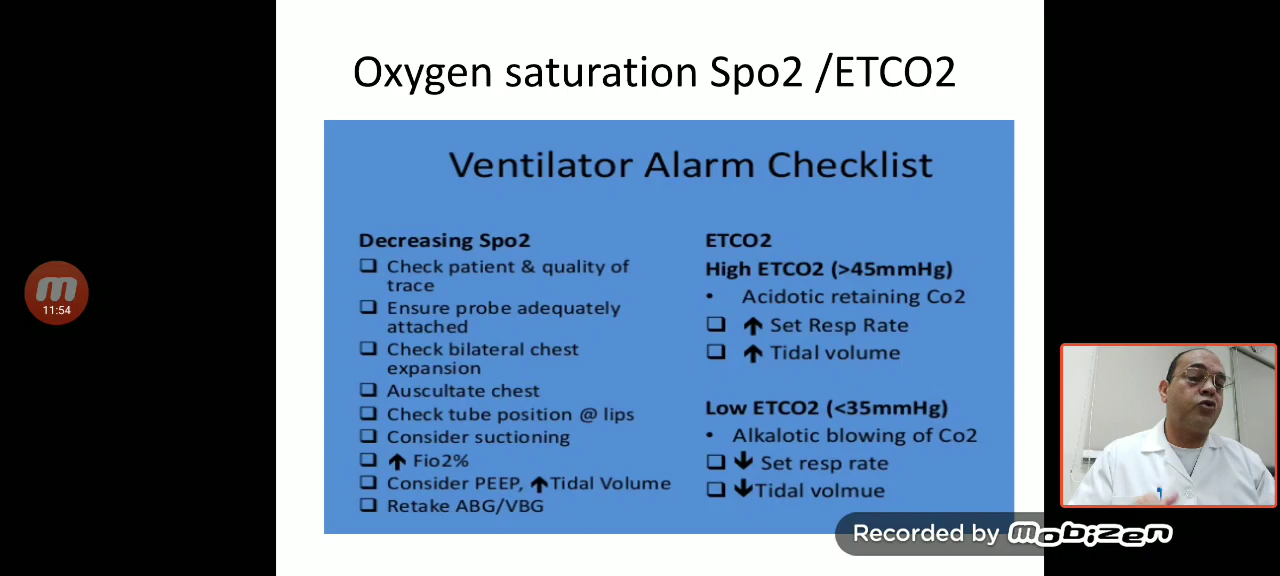 Oxygen saturation Spo2 /ETCO2
Ventilator Alarm Checklist
Decreasing Spo2
Check patient & quality of
trace
Ensure probe adequately
attached
Check bilateral chest
expansion
Auscultate chest
Check tube position @ lips
Consider suctioning
↑ Fio2%
Consider PEEP, ↑Tidal Volume
Retake ABG/VBG
ETCO2
High ETCO2 (>45mmHg)
• Acidotic retaining Co2
↑ Set Resp Rate
↑ Tidal volume
Low ETCO2 (<35mmHg)
• Alkalotic blowing of Co2
↓ Set resp rate
↓Tidal volmue
11:54
Recorded by mobizen